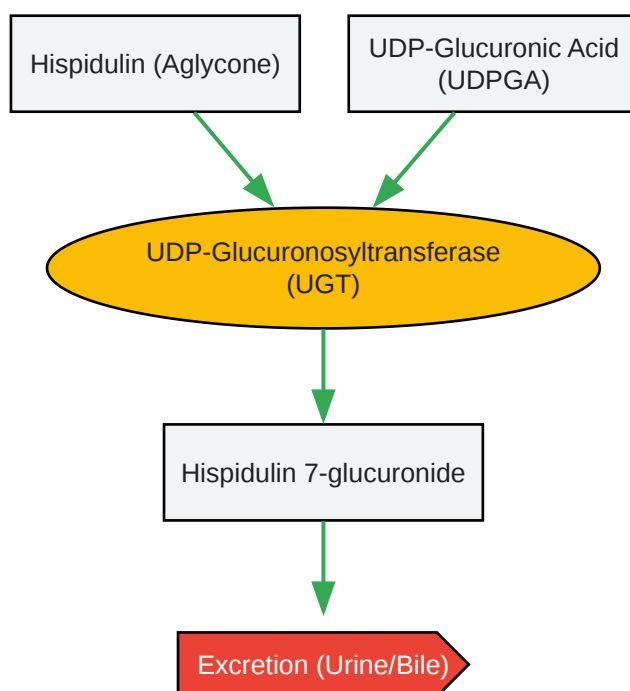 Hispidulin (Aglycone)
UDP-Glucuronic Acid
(UDPGA)
UDP-Glucuronosyltransferase
(UGT)
Hispidulin 7-glucuronide
Excretion (Urine/Bile)